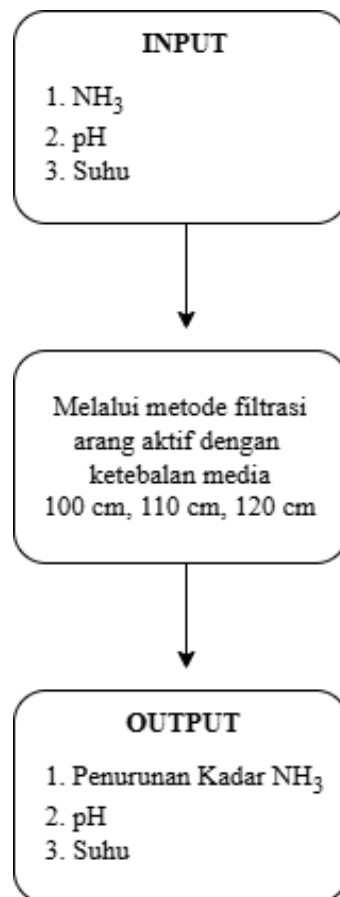 INPUT
1. NH₃
2. pH
3. Suhu
Melalui metode filtrasi
arang aktif dengan
ketebalan media
100 cm, 110 cm, 120 cm
OUTPUT
1. Penurunan Kadar NH₃
2. pH
3. Suhu